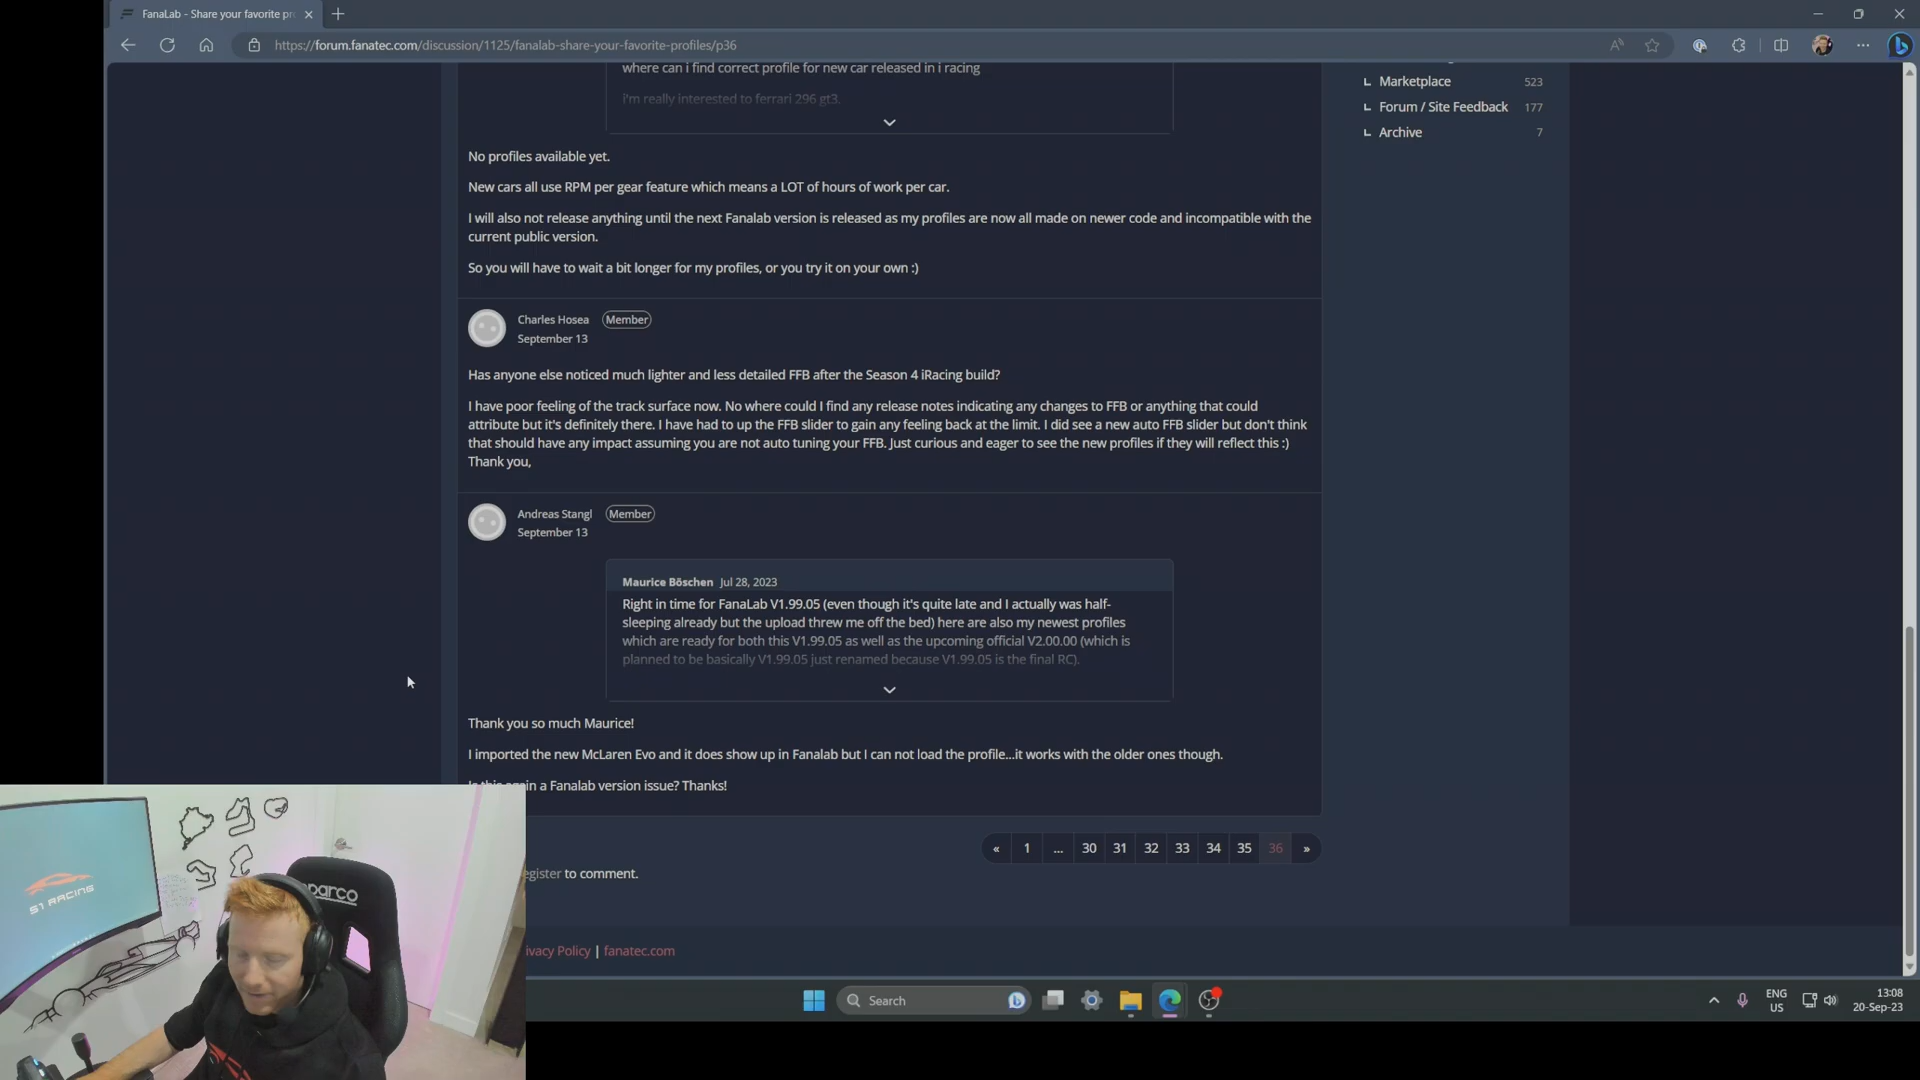 FanaLab - Share your favorite pr
https://forum.fanatec.com/discussion/1125/fanalab-share-your-favorite-profiles/p36
where can i find correct profile for new car released in i racing
i'm really interested to ferrari 296 gt3.
Marketplace 523
Forum / Site Feedback 177
Archive 7
No profiles available yet.
New cars all use RPM per gear feature which means a LOT of hours of work per car.
I will also not release anything until the next Fanalab version is released as my profiles are now all made on newer code and incompatible with the
current public version.
So you will have to wait a bit longer for my profiles, or you try it on your own :)
Charles Hosea Member
September 13
Has anyone else noticed much lighter and less detailed FFB after the Season 4 iRacing build?
I have poor feeling of the track surface now. No where could I find any release notes indicating any changes to FFB or anything that could
attribute but it's definitely there. I have had to up the FFB slider to gain any feeling back at the limit. I did see a new auto FFB slider but don't think
that should have any impact assuming you are not auto tuning your FFB. Just curious and eager to see the new profiles if they will reflect this :)
Thank you,
Andreas Stangl Member
September 13
Maurice Böschen Jul 28, 2023
Right in time for FanaLab V1.99.05 (even though it's quite late and I actually was half-
sleeping already but the upload threw me off the bed) here are also my newest profiles
which are ready for both this V1.99.05 as well as the upcoming official V2.00.00 (which is
planned to be basically V1.99.05 just renamed because V1.99.05 is the final RC).
Thank you so much Maurice!
I imported the new McLaren Evo and it does show up in Fanalab but I can not load the profile...it works with the older ones though.
a Fanalab version issue? Thanks!
« 1 ... 30 31 32 33 34 35 36 »
egister to comment.
ivacy Policy | fanatec.com
S1 RACING
sparco
Search
ENG
US
13:08
20-Sep-23